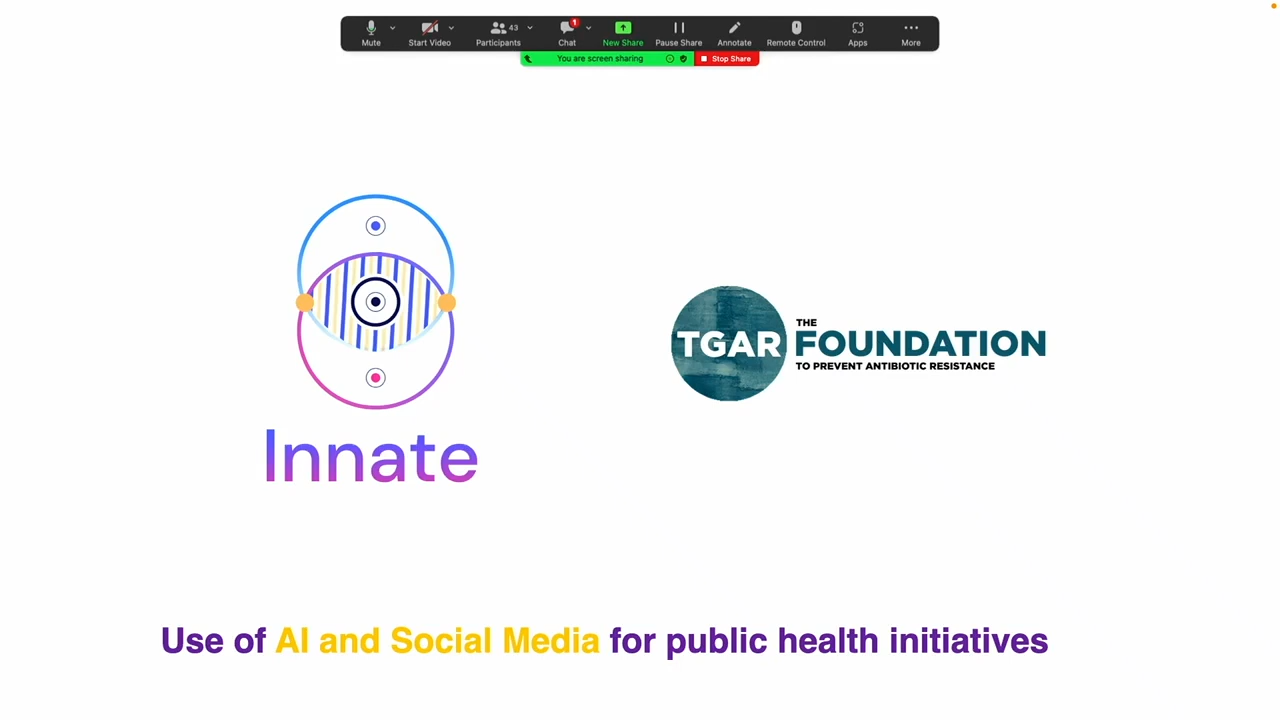 Mute
Start Video
43
Participants
1
Chat
New Share
Pause Share
Annotate
Remote Control
Apps
More
You are screen sharing
Stop Share
Innate
TGAR
THE
FOUNDATION
TO PREVENT ANTIBIOTIC RESISTANCE
Use of AI and Social Media for public health initiatives